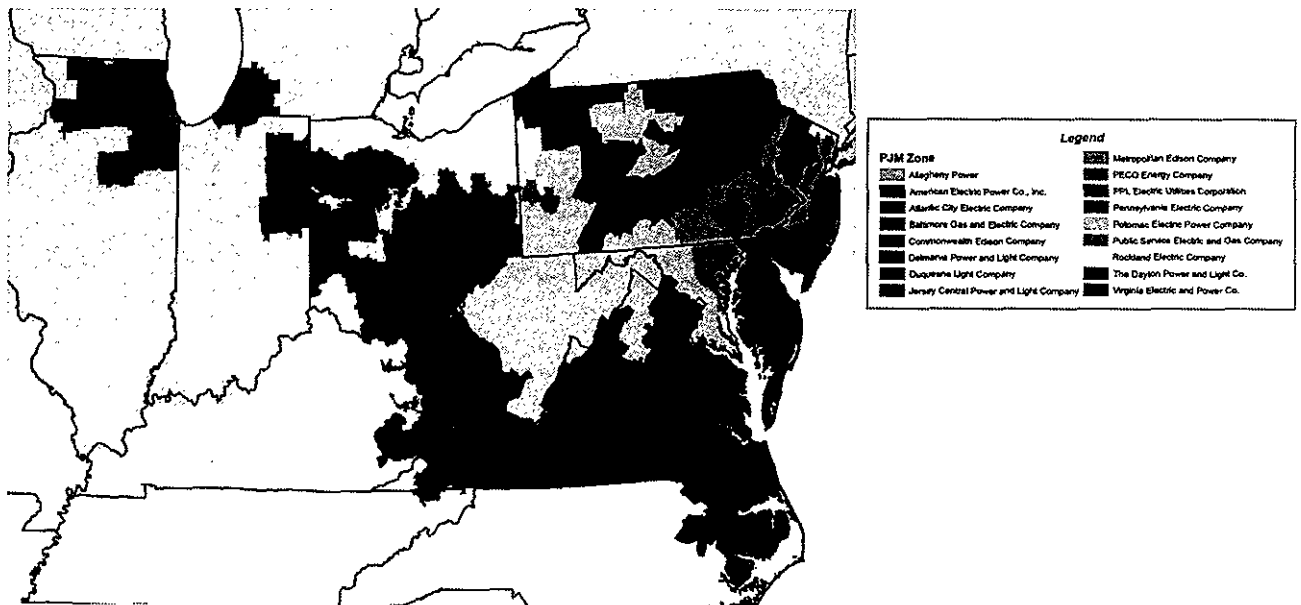 Legend
PJM Zone
Allegheny Power
American Electric Power Co., Inc.
Atlantic City Electric Company
Baltimore Gas and Electric Company
Commonwealth Edison Company
Delmarva Power and Light Company
Duquesne Light Company
Jersey Central Power and Light Company
Metropolitan Edison Company
PECO Energy Company
PPL Electric Utilities Corporation
Pennsylvania Electric Company
Potomac Electric Power Company
Public Service Electric and Gas Company
Rockland Electric Company
The Dayton Power and Light Co.
Virginia Electric and Power Co.